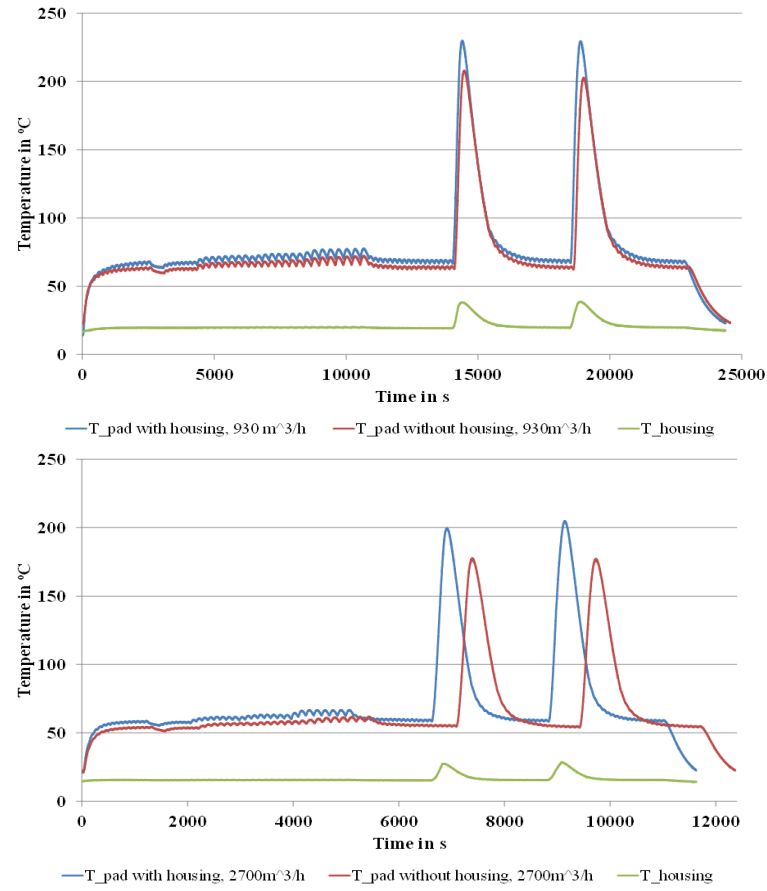 250
200
150
100
50
0
Temperature in ºC
0 5000 10000 15000 20000 25000
Time in s
T_pad with housing, 930 m^3/h T_pad without housing, 930m^3/h T_housing
250
200
150
100
50
0
Temperature in ºC
0 2000 4000 6000 8000 10000 12000
Time in s
T_pad with housing, 2700m^3/h T_pad without housing, 2700m^3/h T_housing